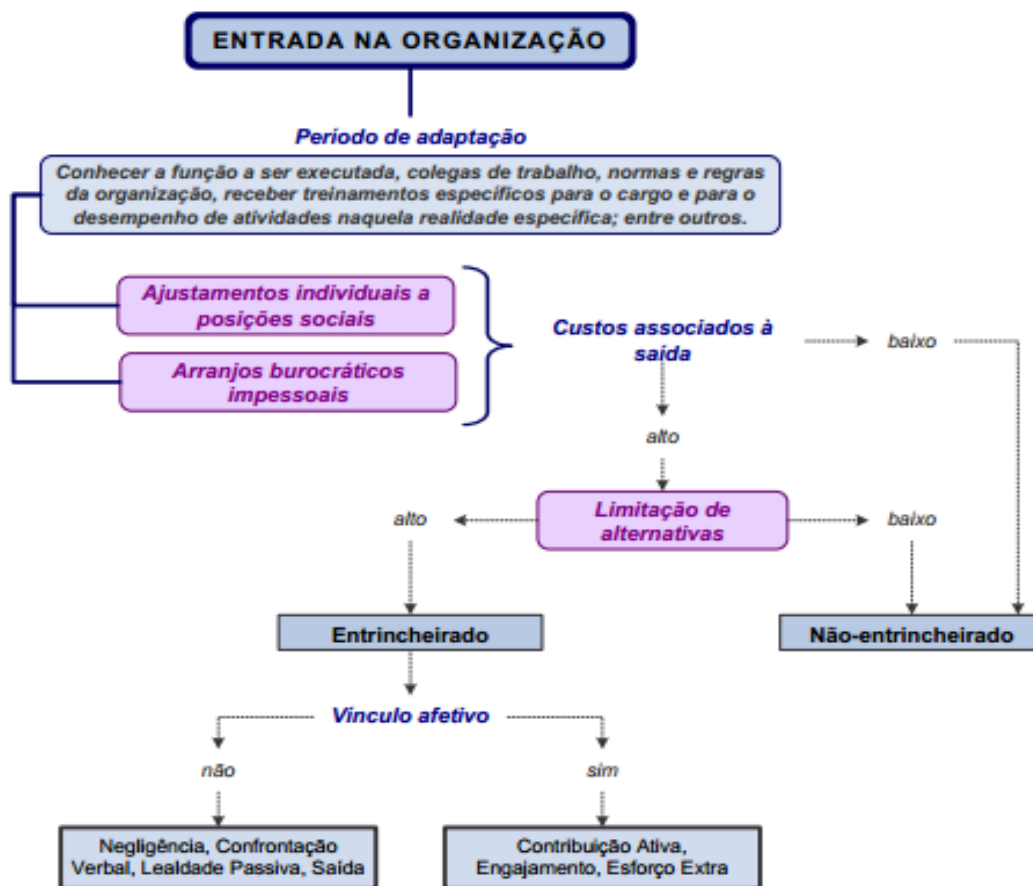 ENTRADA NA ORGANIZAÇÃO
Período de adaptação
Conhecer a função a ser executada, colegas de trabalho, normas e regras
da organização, receber treinamentos específicos para o cargo e para o
desempenho de atividades naquela realidade específica; entre outros.
Ajustamentos individuais a
posições sociais
Arranjos burocráticos
impessoais
Custos associados à
saída
baixo
alto
Limitação de
alternativas
alto
baixo
Entrincheirado
Não-entrincheirado
Vinculo afetivo
não
sim
Negligência, Confrontação
Verbal, Lealdade Passiva, Saída
Contribuição Ativa,
Engajamento, Esforço Extra